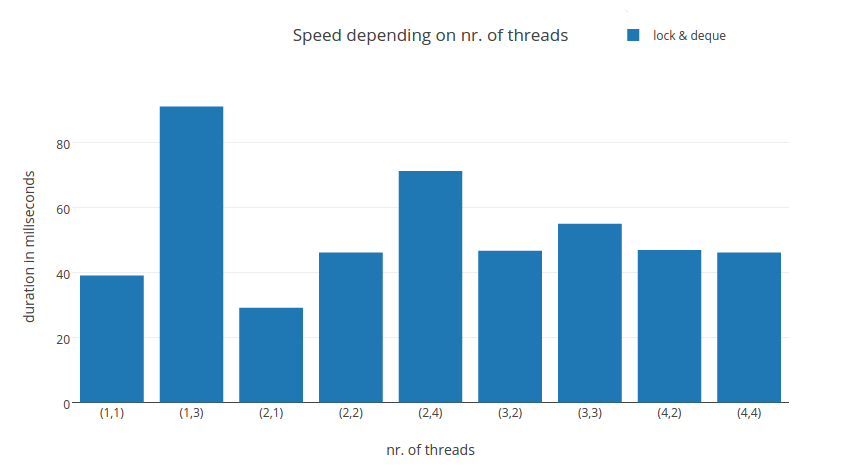 Speed depending on nr. of threads
lock & deque
duration in miliseconds
80
60
40
20
0
(1,1) (1,3) (2,1) (2,2) (2,4) (3,2) (3,3) (4,2) (4,4)
nr. of threads